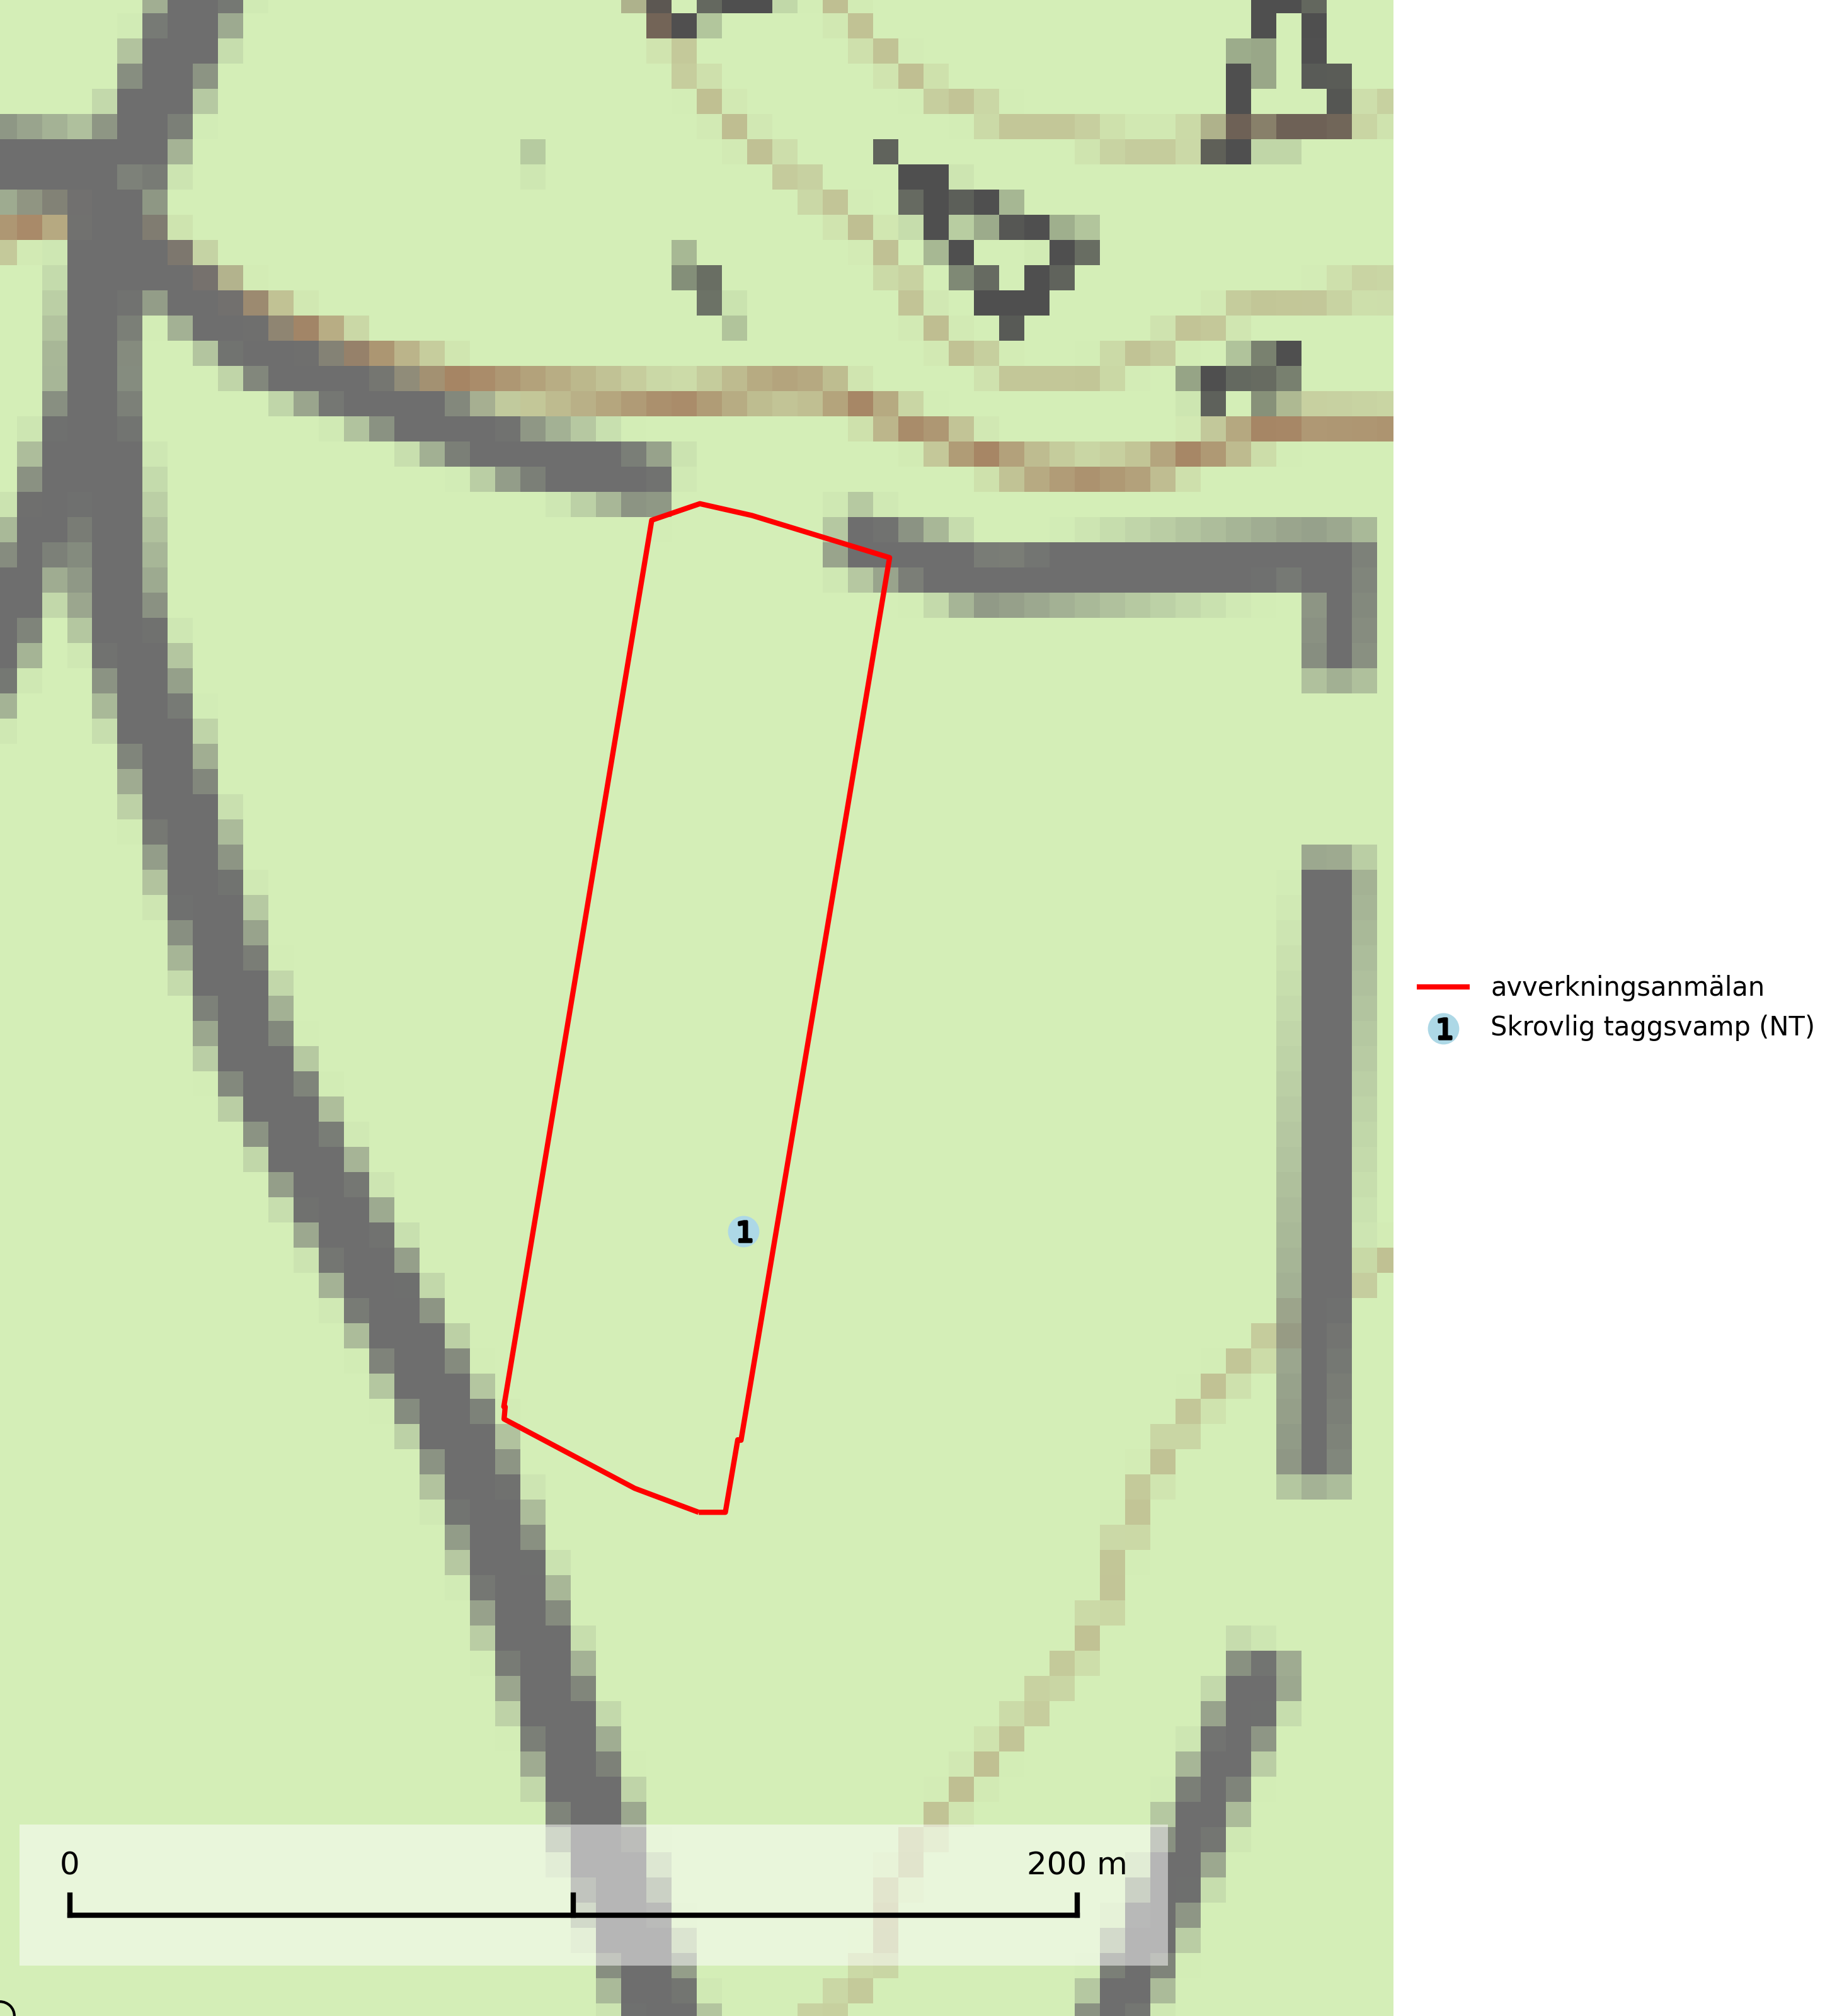 avverkningsanmälan
1 Skrovlig taggsvamp (NT)
1
0 200 m